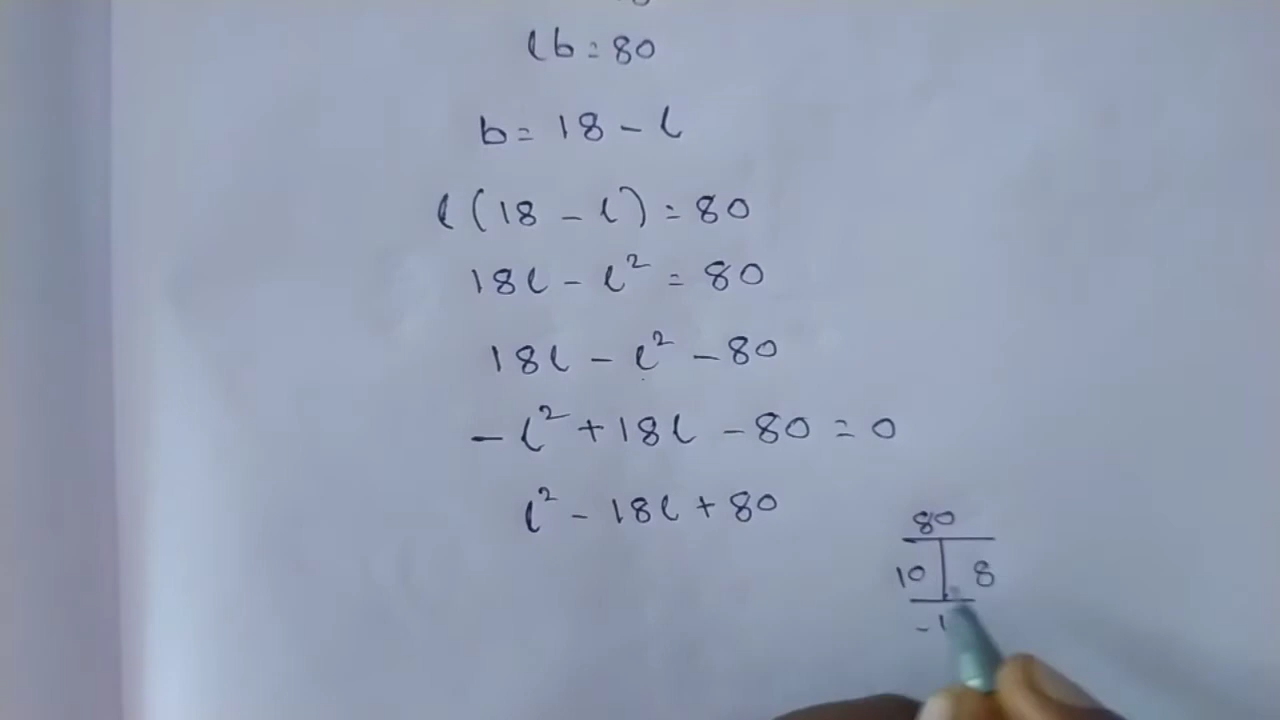 lb = 80
b = 18 - l
l(18 - l) = 80
18l - l² = 80
18l - l² - 80
-l² + 18l - 80 = 0
l² - 18l + 80
80
10 | 8
-1